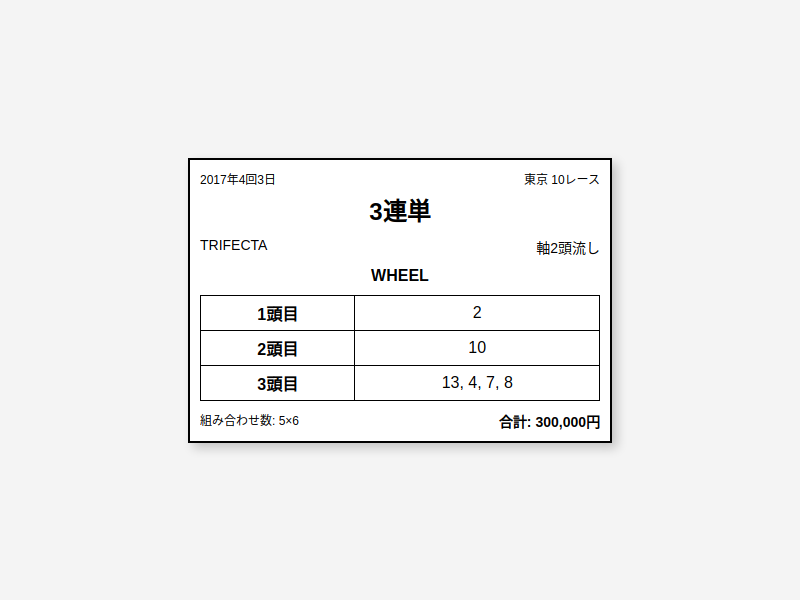 2017年4回3日 東京 10レース
3連単
TRIFECTA 軸2頭流し
WHEEL
1頭目 2
2頭目 10
3頭目 13, 4, 7, 8
組み合わせ数: 5×6 合計: 300,000円